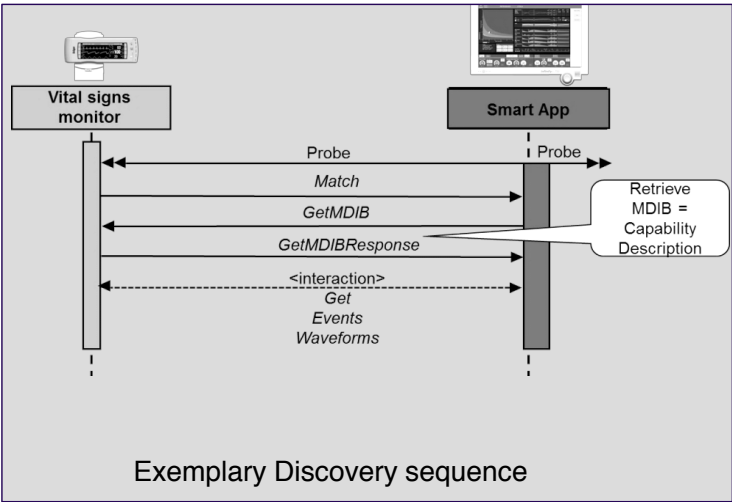 Vital signs
monitor
Smart App
Probe
Probe
Match
GetMDIB
GetMDIBResponse
Retrieve
MDIB =
Capability
Description
<interaction>
Get
Events
Waveforms
Exemplary Discovery sequence